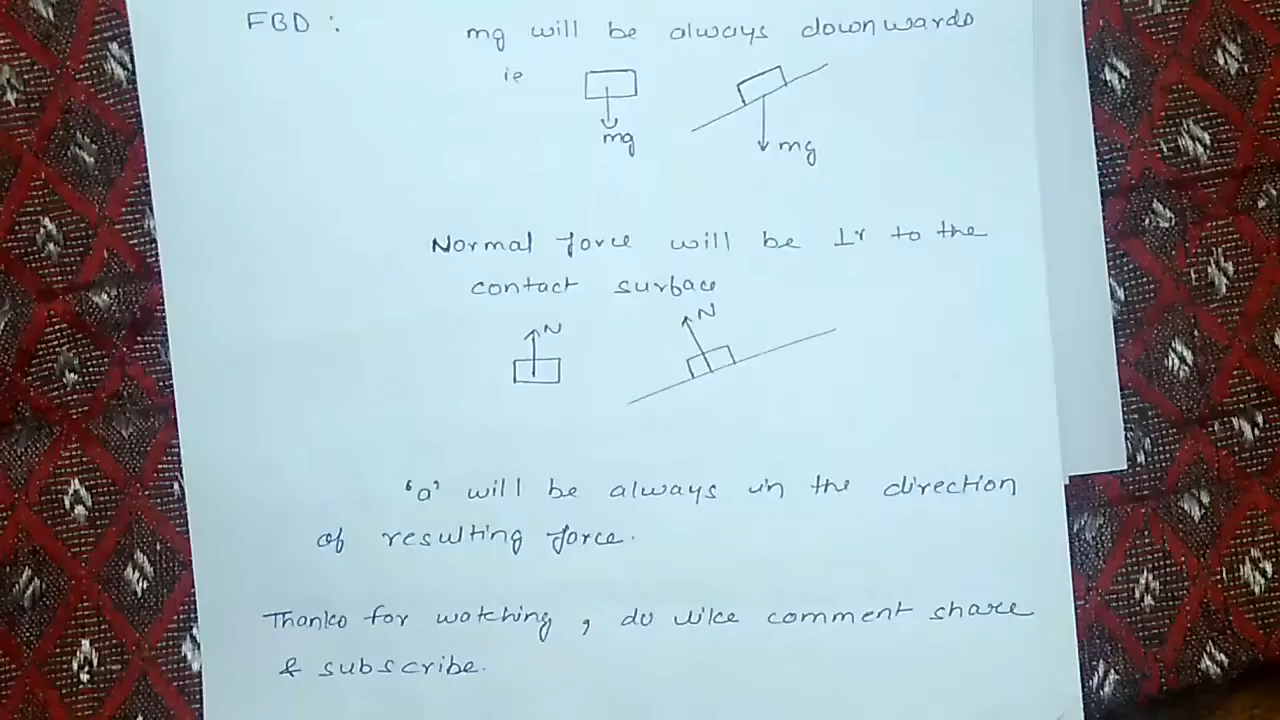 FBD : mg will be always downwards
ie
mg
mg
Normal force will be ⊥r to the
contact surface
N
N
'a' will be always in the direction
of resulting force.
Thanks for watching, do like comment share
& subscribe.